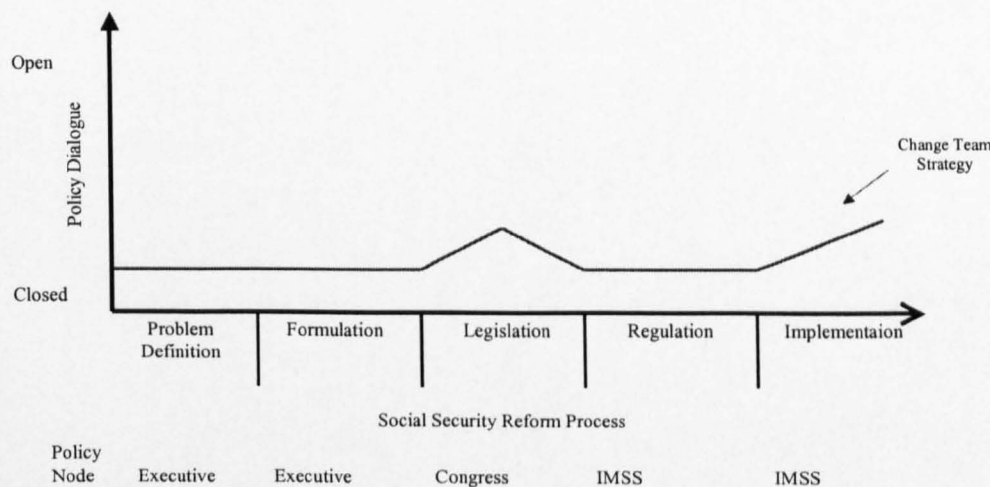 Open
Policy Dialogue
Change Team
Strategy
Closed
Problem
Definition
Formulation
Legislation
Regulation
Implementaion
Social Security Reform Process
Policy
Node
Executive
Executive
Congress
IMSS
IMSS